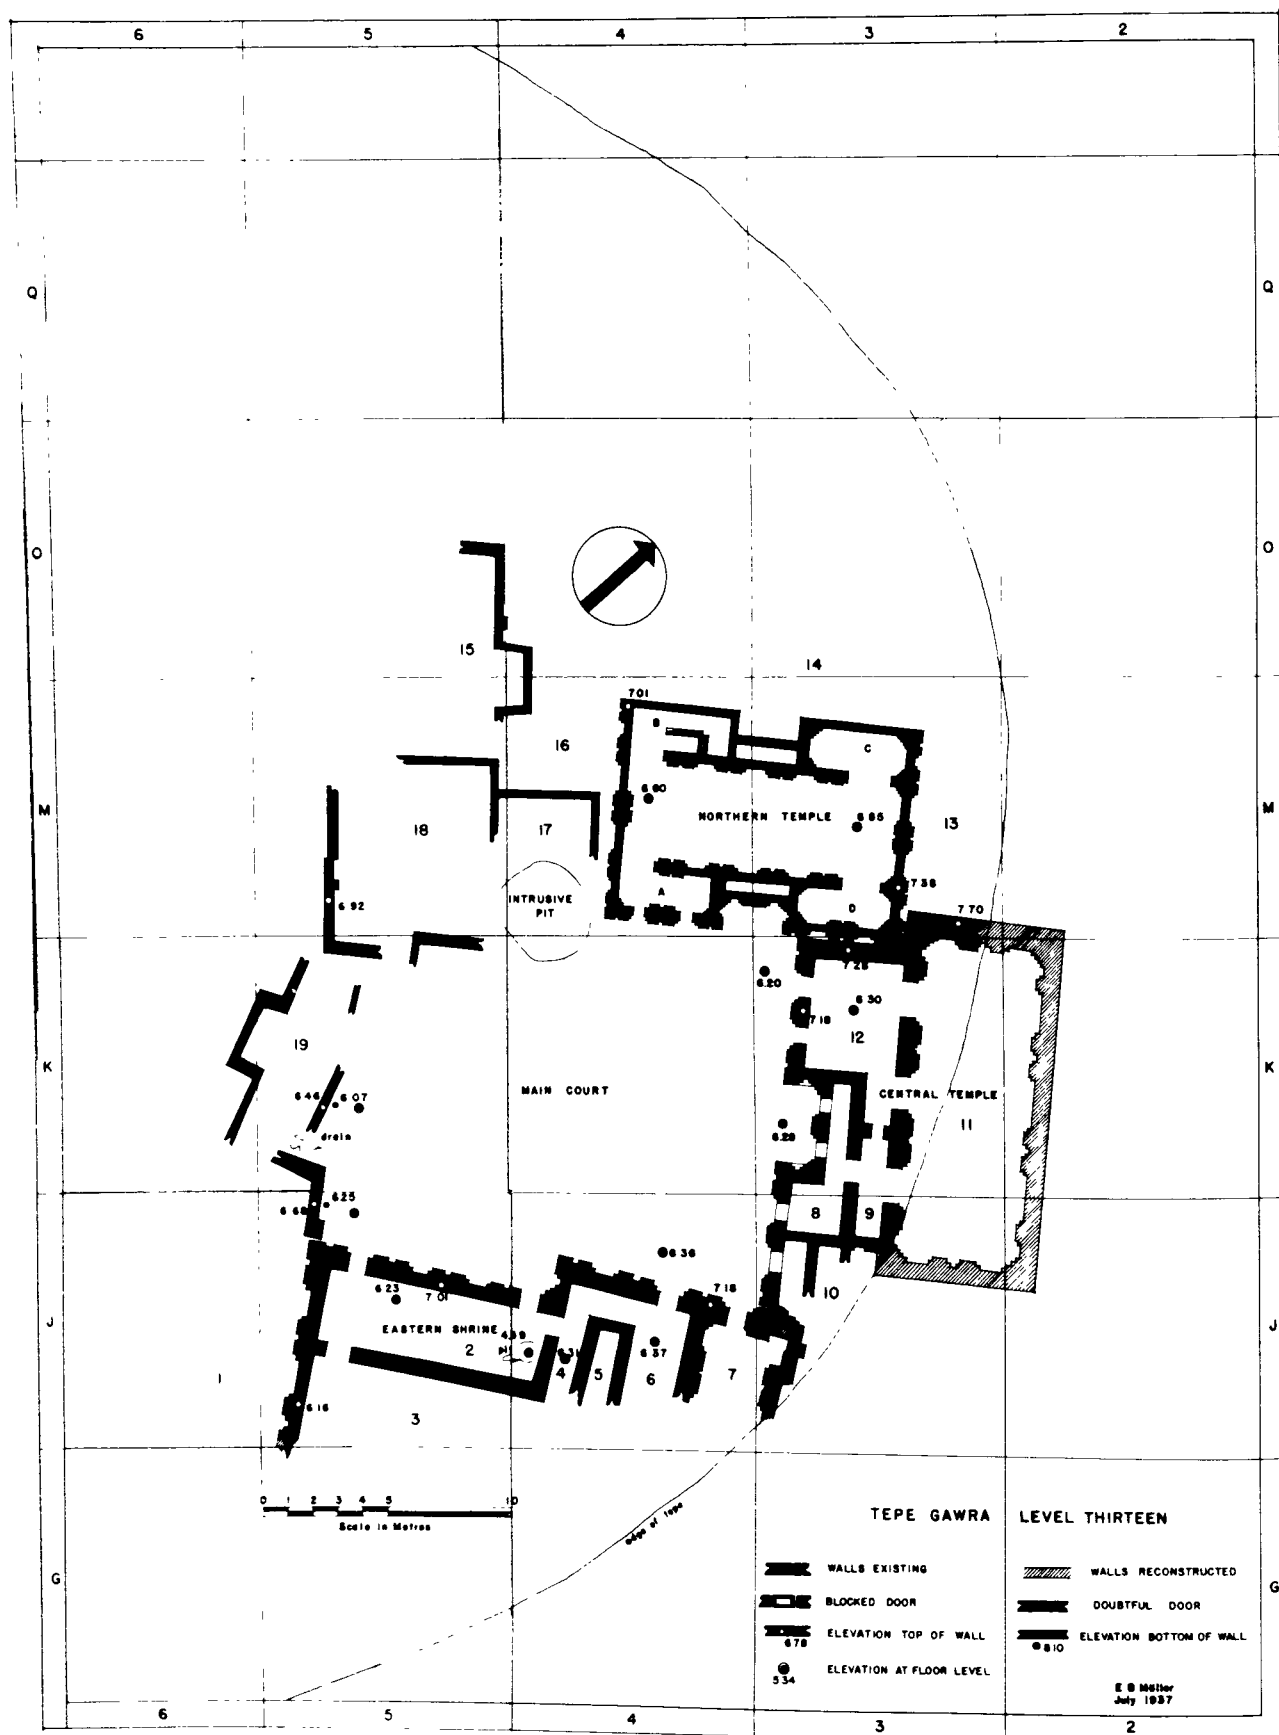 6 5 4 3 2
Q Q
O O
15
14
701
B
16
C
6.60
NORTHERN TEMPLE
6.85
M M
18
17
13
7.38
A
D
INTRUSIVE
PIT
6.92
7.70
7.28
6.20
6.30
7.18
12
19
K K
MAIN COURT
CENTRAL TEMPLE
11
6.46 6.07
drain
6.28
6.25
8 9
6.36
10
7.18
6.23
7.01
J J
EASTERN SHRINE
2
4 5 6 7
6.37
1
6.16
3
0 1 2 3 4 5 10
Scale in Metres
edge of tepe
TEPE GAWRA LEVEL THIRTEEN
WALLS EXISTING
WALLS RECONSTRUCTED
G G
BLOCKED DOOR
DOUBTFUL DOOR
ELEVATION TOP OF WALL
6.78
ELEVATION BOTTOM OF WALL
8.10
ELEVATION AT FLOOR LEVEL
5.34
E B Müller
July 1937
6 5 4 3 2